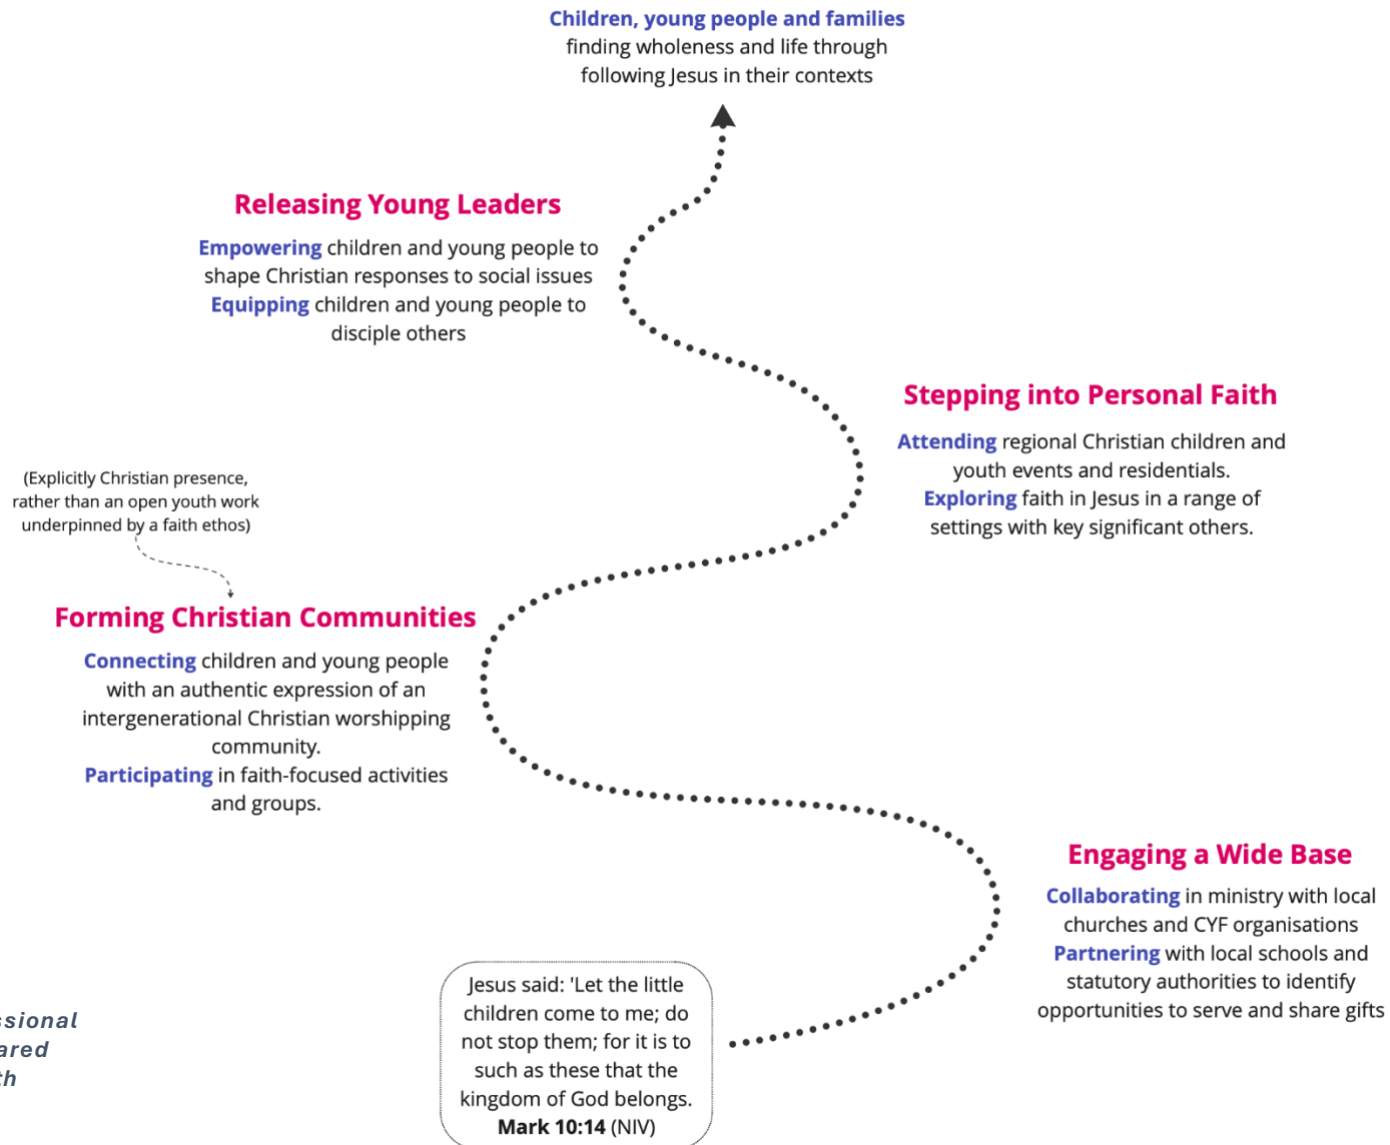 Children, young people and families
finding wholeness and life through
following Jesus in their contexts
Releasing Young Leaders
Empowering children and young people to
shape Christian responses to social issues
Equipping children and young people to
disciple others
Stepping into Personal Faith
Attending regional Christian children and
youth events and residentials.
Exploring faith in Jesus in a range of
settings with key significant others.
(Explicitly Christian presence,
rather than an open youth work
underpinned by a faith ethos)
Forming Christian Communities
Connecting children and young people
with an authentic expression of an
intergenerational Christian worshipping
community.
Participating in faith-focused activities
and groups.
Engaging a Wide Base
Collaborating in ministry with local
churches and CYF organisations
Partnering with local schools and
statutory authorities to identify
opportunities to serve and share gifts
Jesus said: 'Let the little
children come to me; do
not stop them; for it is to
such as these that the
kingdom of God belongs.
Mark 10:14 (NIV)